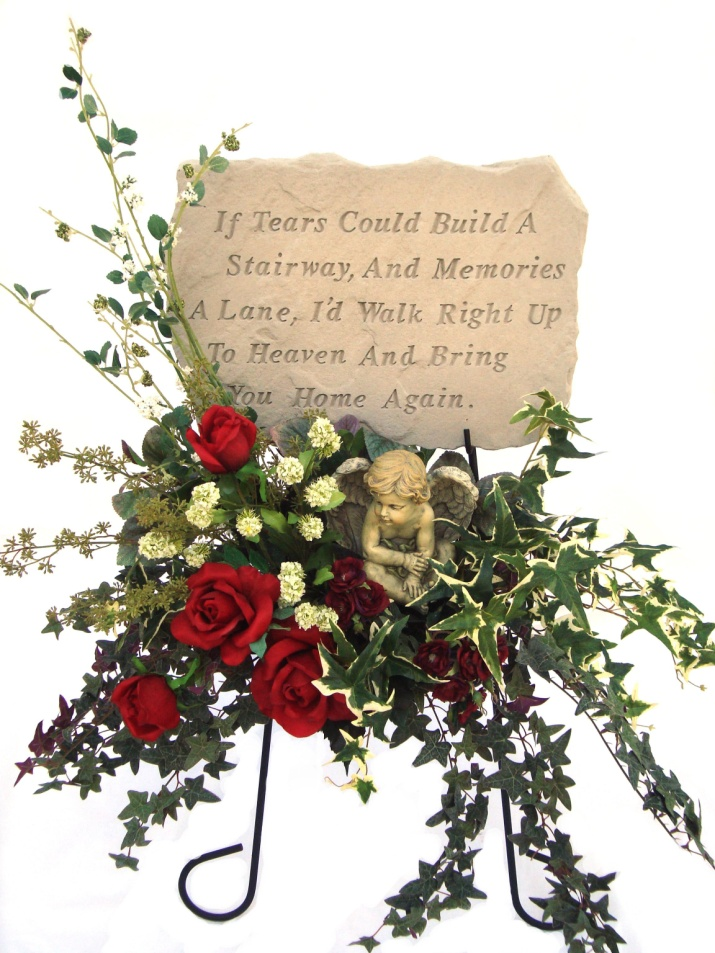 If Tears Could Build A
Stairway, And Memories
A Lane, I'd Walk Right Up
To Heaven And Bring
You Home Again.